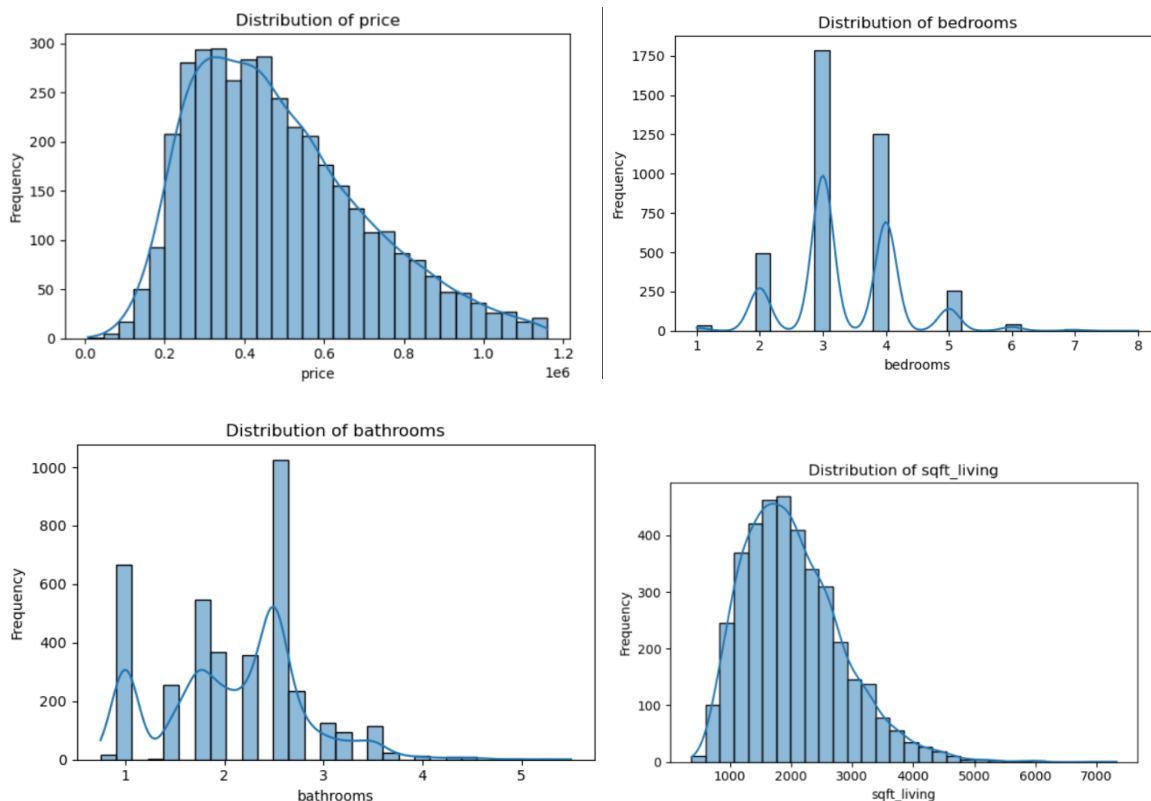 Distribution of price
300
250
200
150
100
50
0
Frequency
0.0 0.2 0.4 0.6 0.8 1.0 1.2
1e6
price
Distribution of bedrooms
1750
1500
1250
1000
750
500
250
0
Frequency
1 2 3 4 5 6 7 8
bedrooms
Distribution of bathrooms
1000
800
600
400
200
0
Frequency
1 2 3 4 5
bathrooms
Distribution of sqft_living
400
300
200
100
0
Frequency
1000 2000 3000 4000 5000 6000 7000
sqft_living